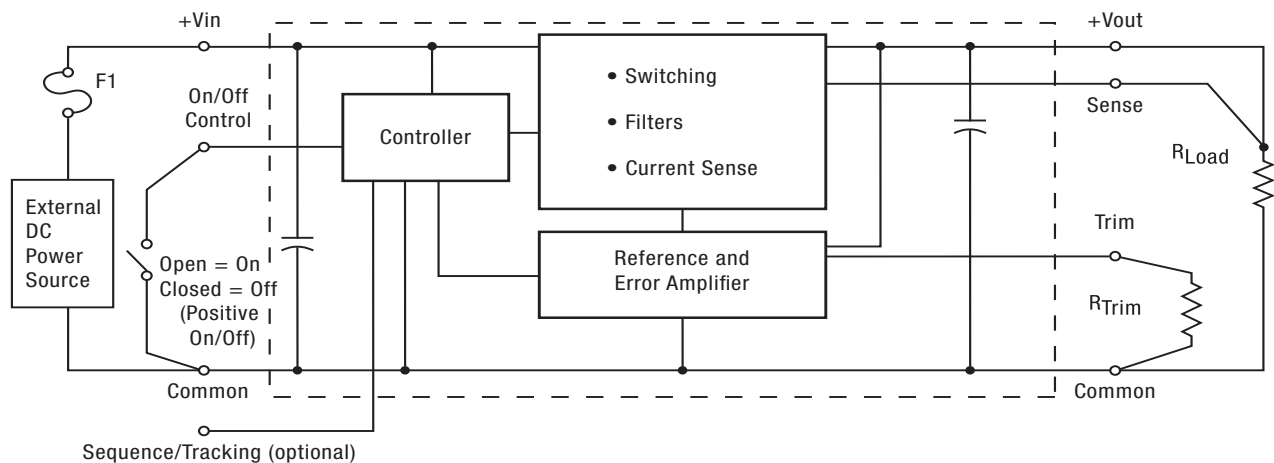 +Vin
+Vout
F1
On/Off
Control
Sense
• Switching
• Filters
• Current Sense
Controller
RLoad
External
DC
Power
Source
Open = On
Closed = Off
(Positive
On/Off)
Reference and
Error Amplifier
Trim
RTrim
Common
Common
Sequence/Tracking (optional)